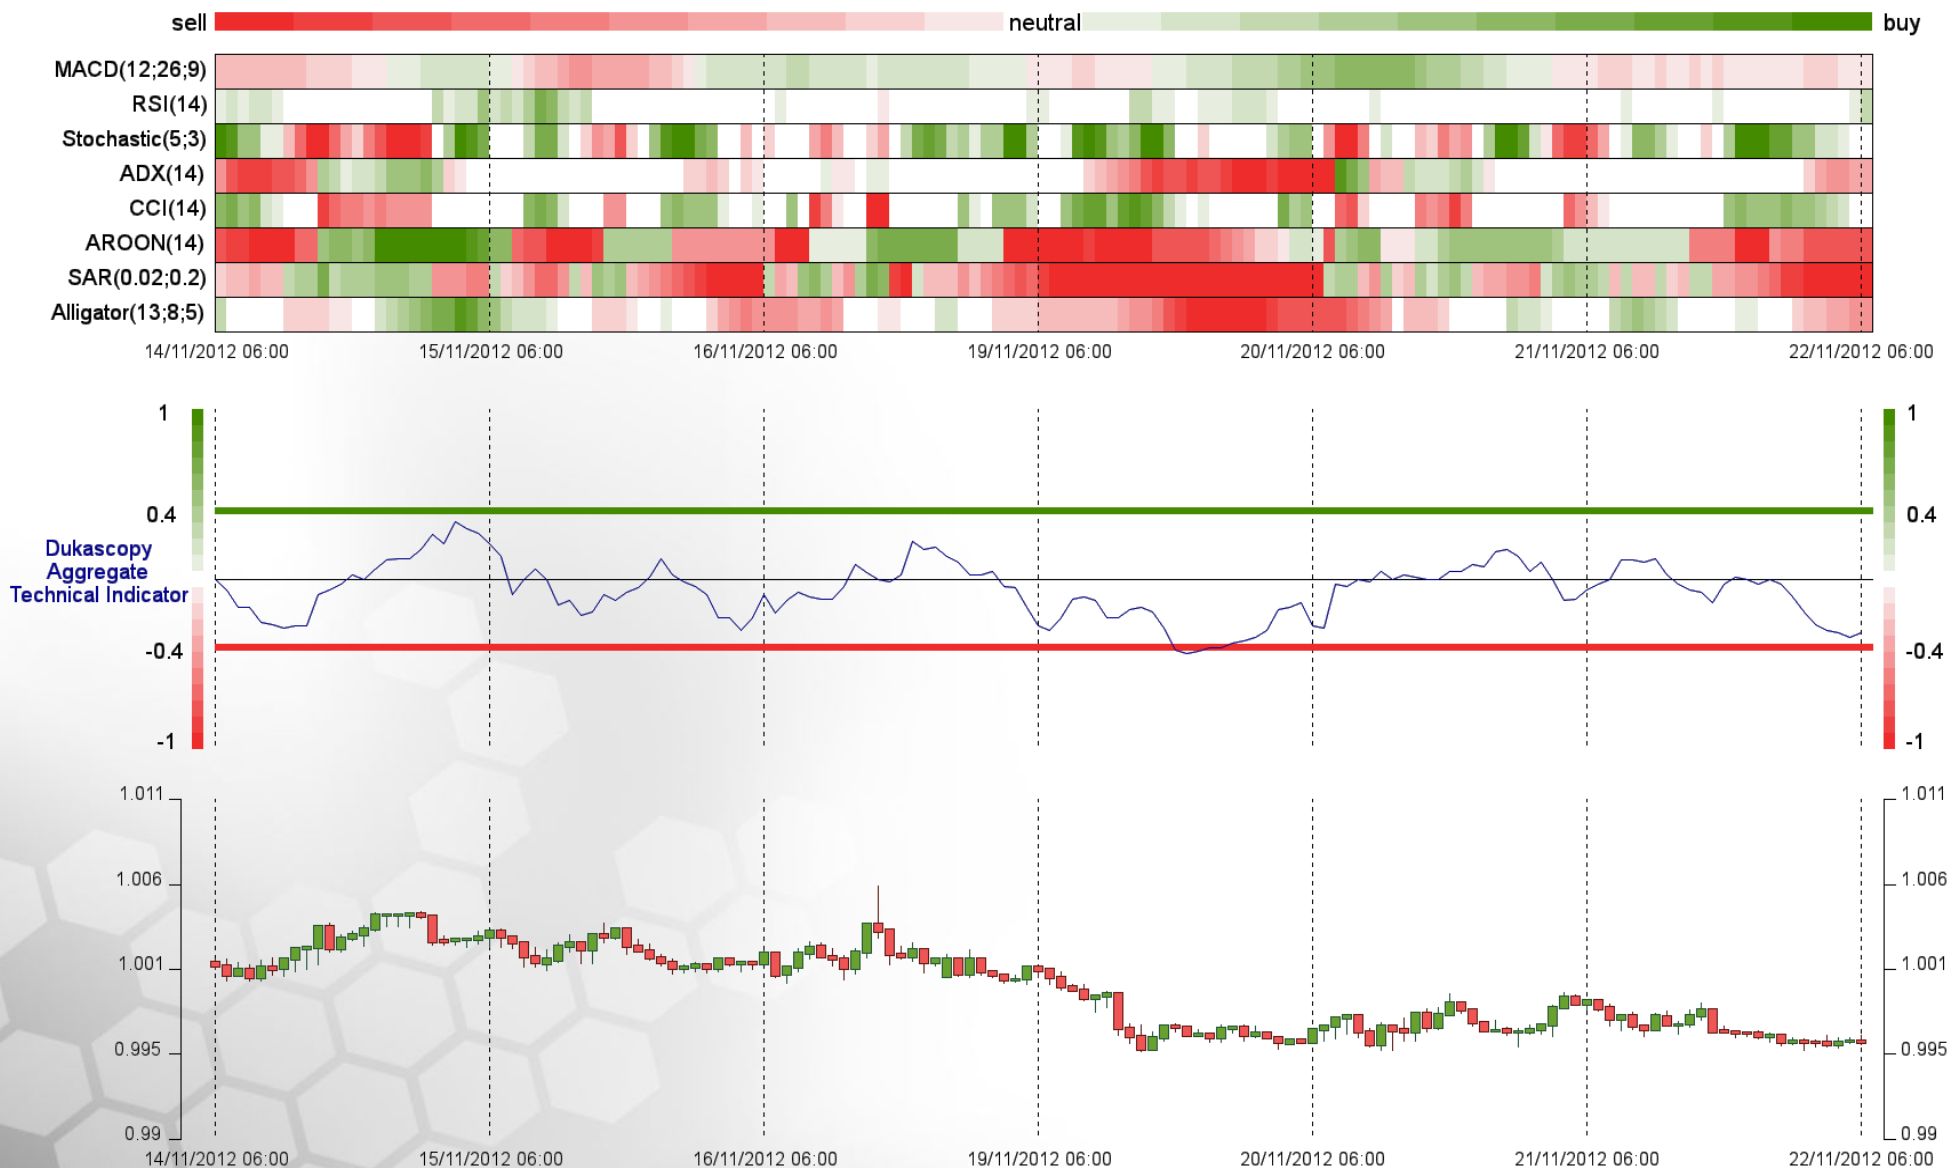 sell neutral buy
MACD(12;26;9)
RSI(14)
Stochastic(5;3)
ADX(14)
CCI(14)
AROON(14)
SAR(0.02;0.2)
Alligator(13;8;5)
14/11/2012 06:00 15/11/2012 06:00 16/11/2012 06:00 19/11/2012 06:00 20/11/2012 06:00 21/11/2012 06:00 22/11/2012 06:00
1 1
0.4 0.4
Dukascopy
Aggregate
Technical Indicator
-0.4 -0.4
-1 -1
1.011 1.011
1.006 1.006
1.001 1.001
0.995 0.995
0.99 0.99
14/11/2012 06:00 15/11/2012 06:00 16/11/2012 06:00 19/11/2012 06:00 20/11/2012 06:00 21/11/2012 06:00 22/11/2012 06:00